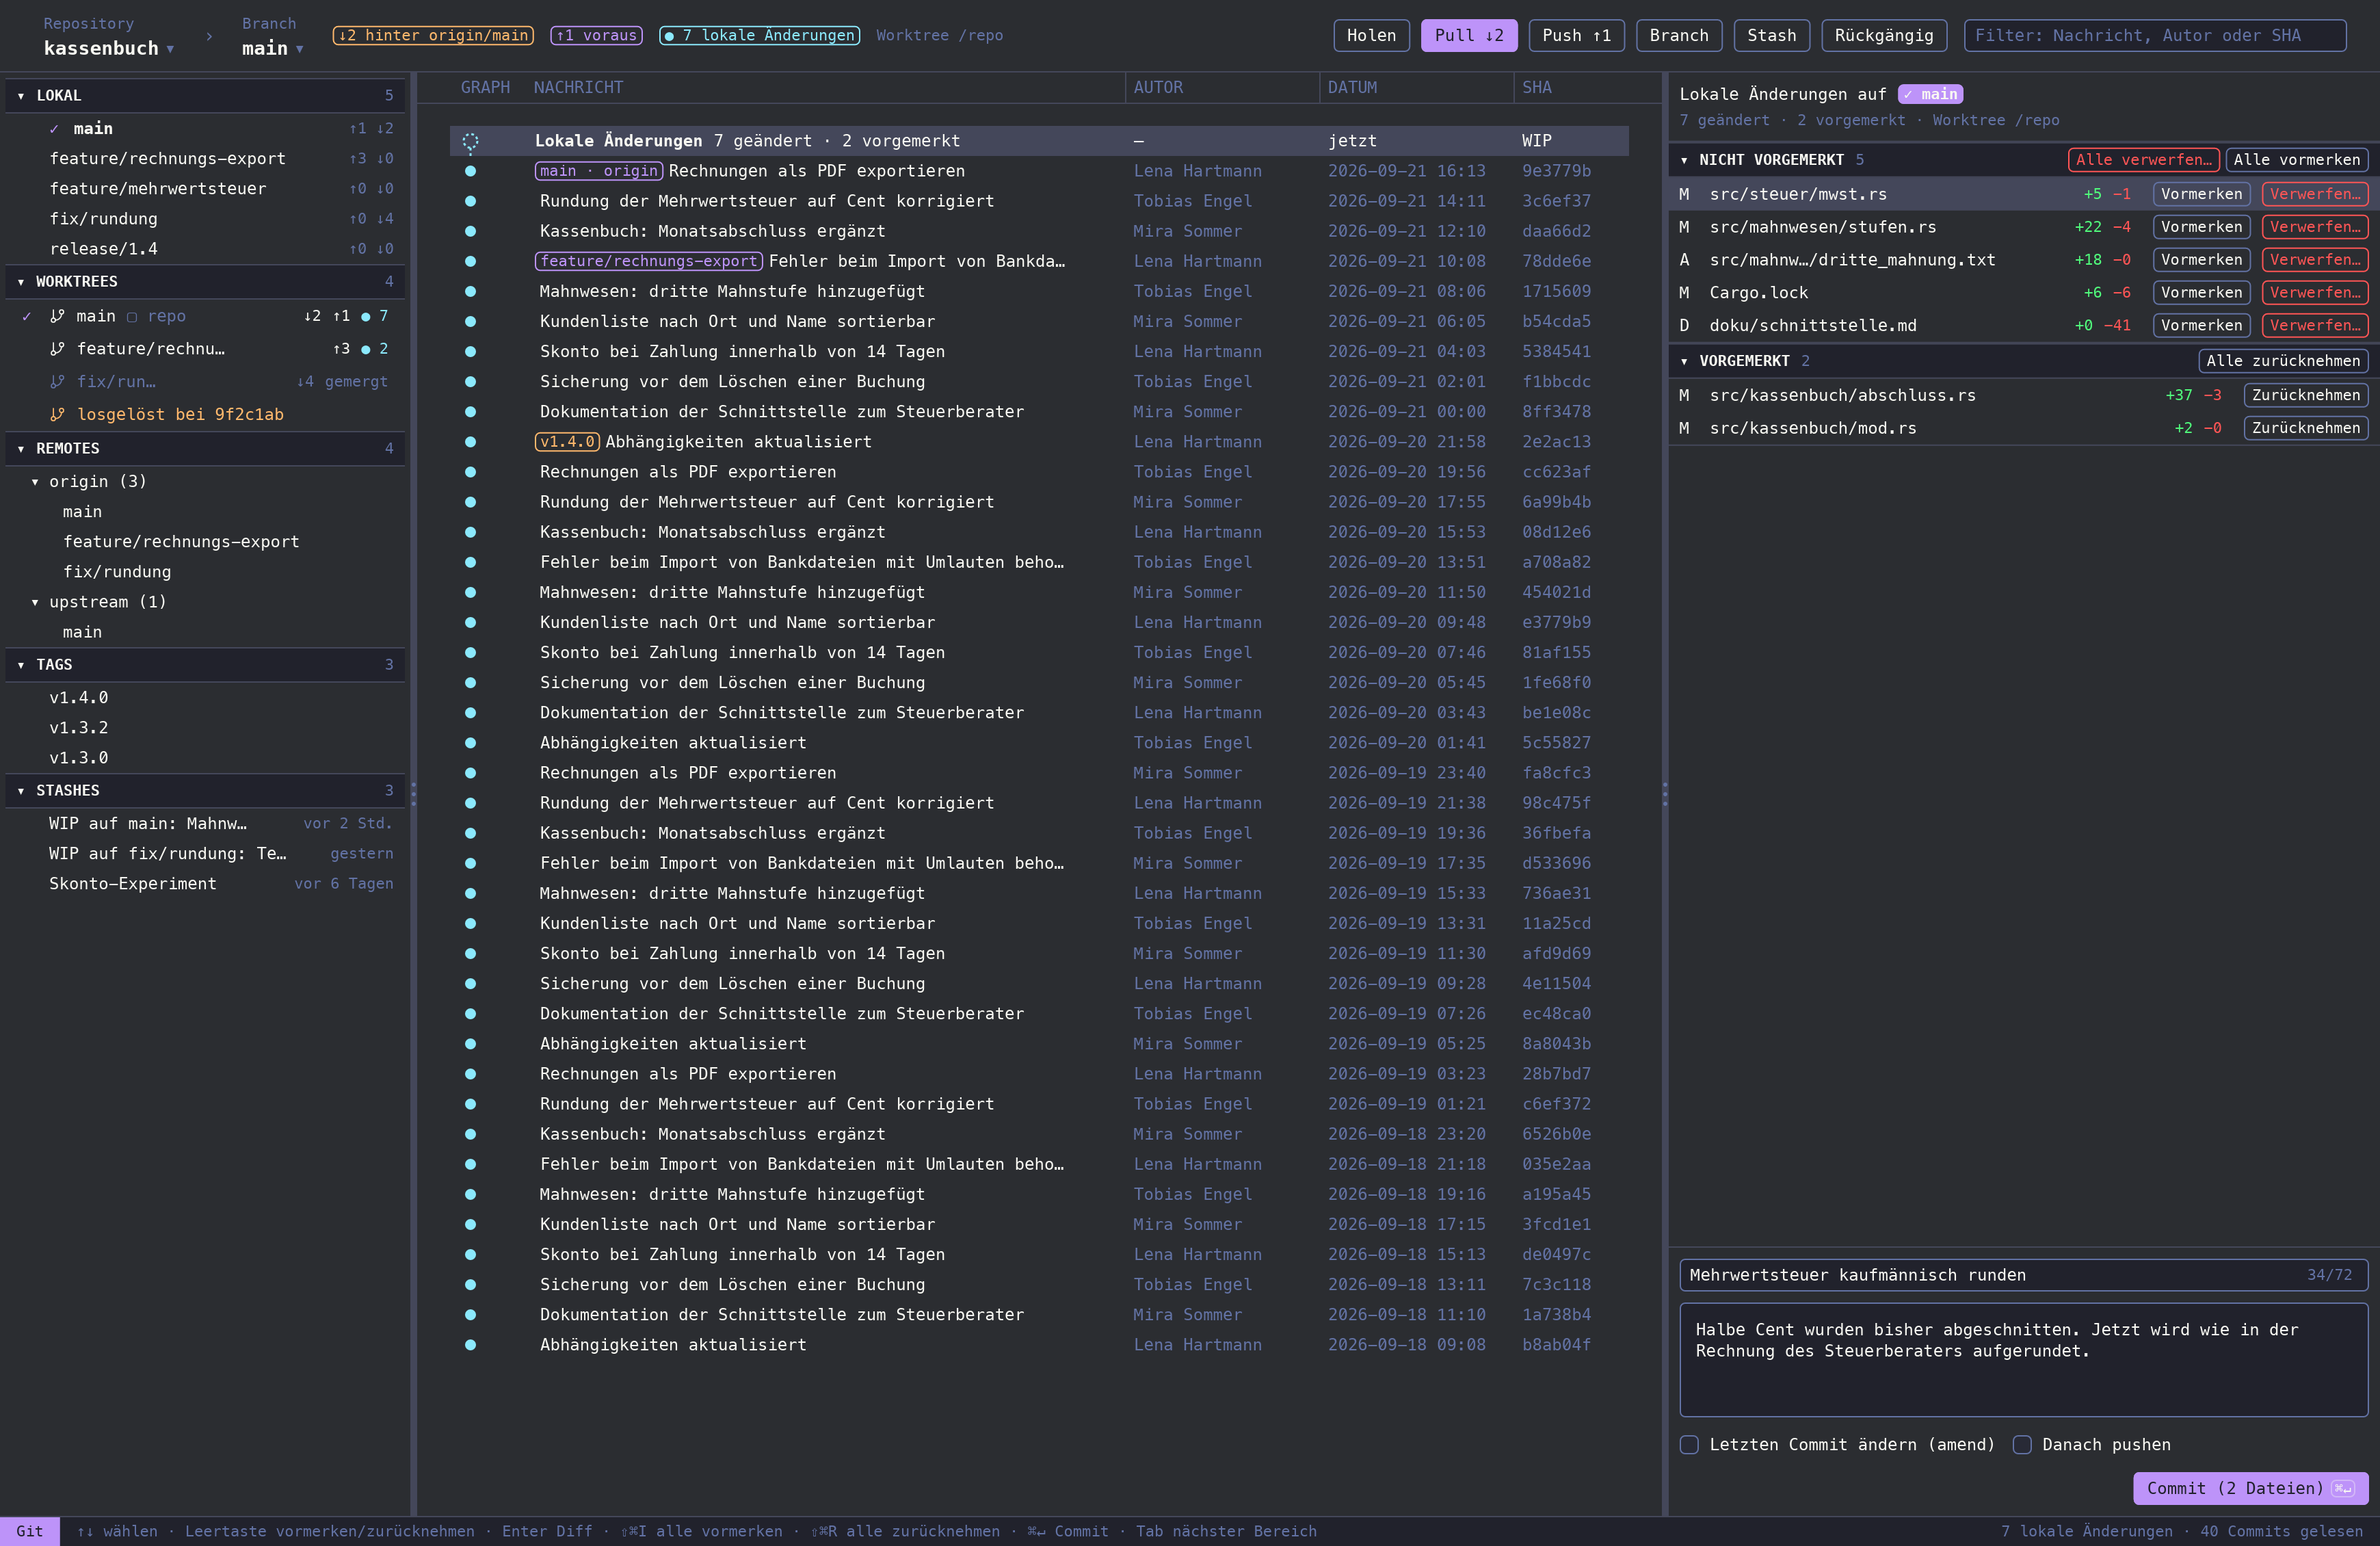 Repository
kassenbuch ▾
›
Branch
main ▾
↓2 hinter origin/main
↑1 voraus
● 7 lokale Änderungen
Worktree /repo
Holen
Pull ↓2
Push ↑1
Branch
Stash
Rückgängig
Filter: Nachricht, Autor oder SHA
▾ LOKAL 5
✓ main ↑1 ↓2
feature/rechnungs-export ↑3 ↓0
feature/mehrwertsteuer ↑0 ↓0
fix/rundung ↑0 ↓4
release/1.4 ↑0 ↓0
▾ WORKTREES 4
✓ main ▢ repo ↓2 ↑1 ● 7
feature/rechnu… ↑3 ● 2
fix/run… ↓4 gemergt
losgelöst bei 9f2c1ab
▾ REMOTES 4
▾ origin (3)
main
feature/rechnungs-export
fix/rundung
▾ upstream (1)
main
▾ TAGS 3
v1.4.0
v1.3.2
v1.3.0
▾ STASHES 3
WIP auf main: Mahnw… vor 2 Std.
WIP auf fix/rundung: Te… gestern
Skonto-Experiment vor 6 Tagen
GRAPH NACHRICHT AUTOR DATUM SHA
Lokale Änderungen 7 geändert · 2 vorgemerkt — jetzt WIP
main · origin Rechnungen als PDF exportieren Lena Hartmann 2026-09-21 16:13 9e3779b
Rundung der Mehrwertsteuer auf Cent korrigiert Tobias Engel 2026-09-21 14:11 3c6ef37
Kassenbuch: Monatsabschluss ergänzt Mira Sommer 2026-09-21 12:10 daa66d2
feature/rechnungs-export Fehler beim Import von Bankda… Lena Hartmann 2026-09-21 10:08 78dde6e
Mahnwesen: dritte Mahnstufe hinzugefügt Tobias Engel 2026-09-21 08:06 1715609
Kundenliste nach Ort und Name sortierbar Mira Sommer 2026-09-21 06:05 b54cda5
Skonto bei Zahlung innerhalb von 14 Tagen Lena Hartmann 2026-09-21 04:03 5384541
Sicherung vor dem Löschen einer Buchung Tobias Engel 2026-09-21 02:01 f1bbcdc
Dokumentation der Schnittstelle zum Steuerberater Mira Sommer 2026-09-21 00:00 8ff3478
v1.4.0 Abhängigkeiten aktualisiert Lena Hartmann 2026-09-20 21:58 2e2ac13
Rechnungen als PDF exportieren Tobias Engel 2026-09-20 19:56 cc623af
Rundung der Mehrwertsteuer auf Cent korrigiert Mira Sommer 2026-09-20 17:55 6a99b4b
Kassenbuch: Monatsabschluss ergänzt Lena Hartmann 2026-09-20 15:53 08d12e6
Fehler beim Import von Bankdateien mit Umlauten beho… Tobias Engel 2026-09-20 13:51 a708a82
Mahnwesen: dritte Mahnstufe hinzugefügt Mira Sommer 2026-09-20 11:50 454021d
Kundenliste nach Ort und Name sortierbar Lena Hartmann 2026-09-20 09:48 e3779b9
Skonto bei Zahlung innerhalb von 14 Tagen Tobias Engel 2026-09-20 07:46 81af155
Sicherung vor dem Löschen einer Buchung Mira Sommer 2026-09-20 05:45 1fe68f0
Dokumentation der Schnittstelle zum Steuerberater Lena Hartmann 2026-09-20 03:43 be1e08c
Abhängigkeiten aktualisiert Tobias Engel 2026-09-20 01:41 5c55827
Rechnungen als PDF exportieren Mira Sommer 2026-09-19 23:40 fa8cfc3
Rundung der Mehrwertsteuer auf Cent korrigiert Lena Hartmann 2026-09-19 21:38 98c475f
Kassenbuch: Monatsabschluss ergänzt Tobias Engel 2026-09-19 19:36 36fbefa
Fehler beim Import von Bankdateien mit Umlauten beho… Mira Sommer 2026-09-19 17:35 d533696
Mahnwesen: dritte Mahnstufe hinzugefügt Lena Hartmann 2026-09-19 15:33 736ae31
Kundenliste nach Ort und Name sortierbar Tobias Engel 2026-09-19 13:31 11a25cd
Skonto bei Zahlung innerhalb von 14 Tagen Mira Sommer 2026-09-19 11:30 afd9d69
Sicherung vor dem Löschen einer Buchung Lena Hartmann 2026-09-19 09:28 4e11504
Dokumentation der Schnittstelle zum Steuerberater Tobias Engel 2026-09-19 07:26 ec48ca0
Abhängigkeiten aktualisiert Mira Sommer 2026-09-19 05:25 8a8043b
Rechnungen als PDF exportieren Lena Hartmann 2026-09-19 03:23 28b7bd7
Rundung der Mehrwertsteuer auf Cent korrigiert Tobias Engel 2026-09-19 01:21 c6ef372
Kassenbuch: Monatsabschluss ergänzt Mira Sommer 2026-09-18 23:20 6526b0e
Fehler beim Import von Bankdateien mit Umlauten beho… Lena Hartmann 2026-09-18 21:18 035e2aa
Mahnwesen: dritte Mahnstufe hinzugefügt Tobias Engel 2026-09-18 19:16 a195a45
Kundenliste nach Ort und Name sortierbar Mira Sommer 2026-09-18 17:15 3fcd1e1
Skonto bei Zahlung innerhalb von 14 Tagen Lena Hartmann 2026-09-18 15:13 de0497c
Sicherung vor dem Löschen einer Buchung Tobias Engel 2026-09-18 13:11 7c3c118
Dokumentation der Schnittstelle zum Steuerberater Mira Sommer 2026-09-18 11:10 1a738b4
Abhängigkeiten aktualisiert Lena Hartmann 2026-09-18 09:08 b8ab04f
Lokale Änderungen auf ✓ main
7 geändert · 2 vorgemerkt · Worktree /repo
▾ NICHT VORGEMERKT 5 Alle verwerfen… Alle vormerken
M src/steuer/mwst.rs +5 −1 Vormerken Verwerfen…
M src/mahnwesen/stufen.rs +22 −4 Vormerken Verwerfen…
A src/mahnw…/dritte_mahnung.txt +18 −0 Vormerken Verwerfen…
M Cargo.lock +6 −6 Vormerken Verwerfen…
D doku/schnittstelle.md +0 −41 Vormerken Verwerfen…
▾ VORGEMERKT 2 Alle zurücknehmen
M src/kassenbuch/abschluss.rs +37 −3 Zurücknehmen
M src/kassenbuch/mod.rs +2 −0 Zurücknehmen
Mehrwertsteuer kaufmännisch runden 34/72
Halbe Cent wurden bisher abgeschnitten. Jetzt wird wie in der
Rechnung des Steuerberaters aufgerundet.
Letzten Commit ändern (amend)
Danach pushen
Commit (2 Dateien) ⌘↵
Git
↑↓ wählen · Leertaste vormerken/zurücknehmen · Enter Diff · ⇧⌘I alle vormerken · ⇧⌘R alle zurücknehmen · ⌘↵ Commit · Tab nächster Bereich
7 lokale Änderungen · 40 Commits gelesen